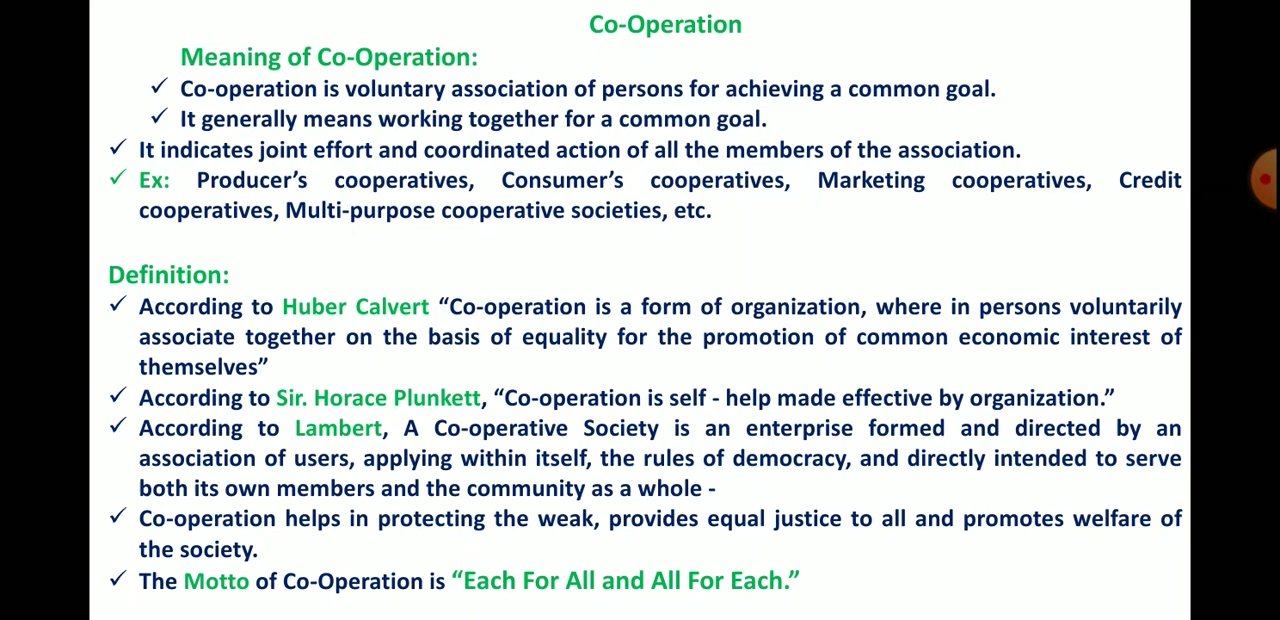 Co-Operation
Meaning of Co-Operation:
✓ Co-operation is voluntary association of persons for achieving a common goal.
✓ It generally means working together for a common goal.
✓ It indicates joint effort and coordinated action of all the members of the association.
✓ Ex: Producer’s cooperatives, Consumer’s cooperatives, Marketing cooperatives, Credit
cooperatives, Multi-purpose cooperative societies, etc.
Definition:
✓ According to Huber Calvert “Co-operation is a form of organization, where in persons voluntarily
associate together on the basis of equality for the promotion of common economic interest of
themselves”
✓ According to Sir. Horace Plunkett, “Co-operation is self - help made effective by organization.”
✓ According to Lambert, A Co-operative Society is an enterprise formed and directed by an
association of users, applying within itself, the rules of democracy, and directly intended to serve
both its own members and the community as a whole -
✓ Co-operation helps in protecting the weak, provides equal justice to all and promotes welfare of
the society.
✓ The Motto of Co-Operation is “Each For All and All For Each.”